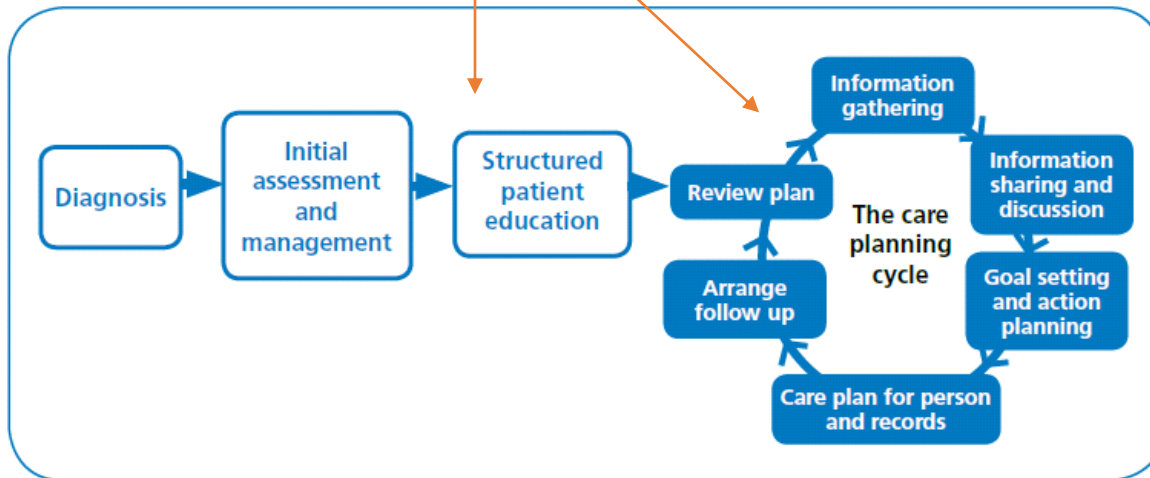 Diagnosis
Initial
assessment
and
management
Structured
patient
education
Review plan
Information
gathering
Information
sharing and
discussion
Goal setting
and action
planning
Care plan for person
and records
Arrange
follow up
The care
planning
cycle